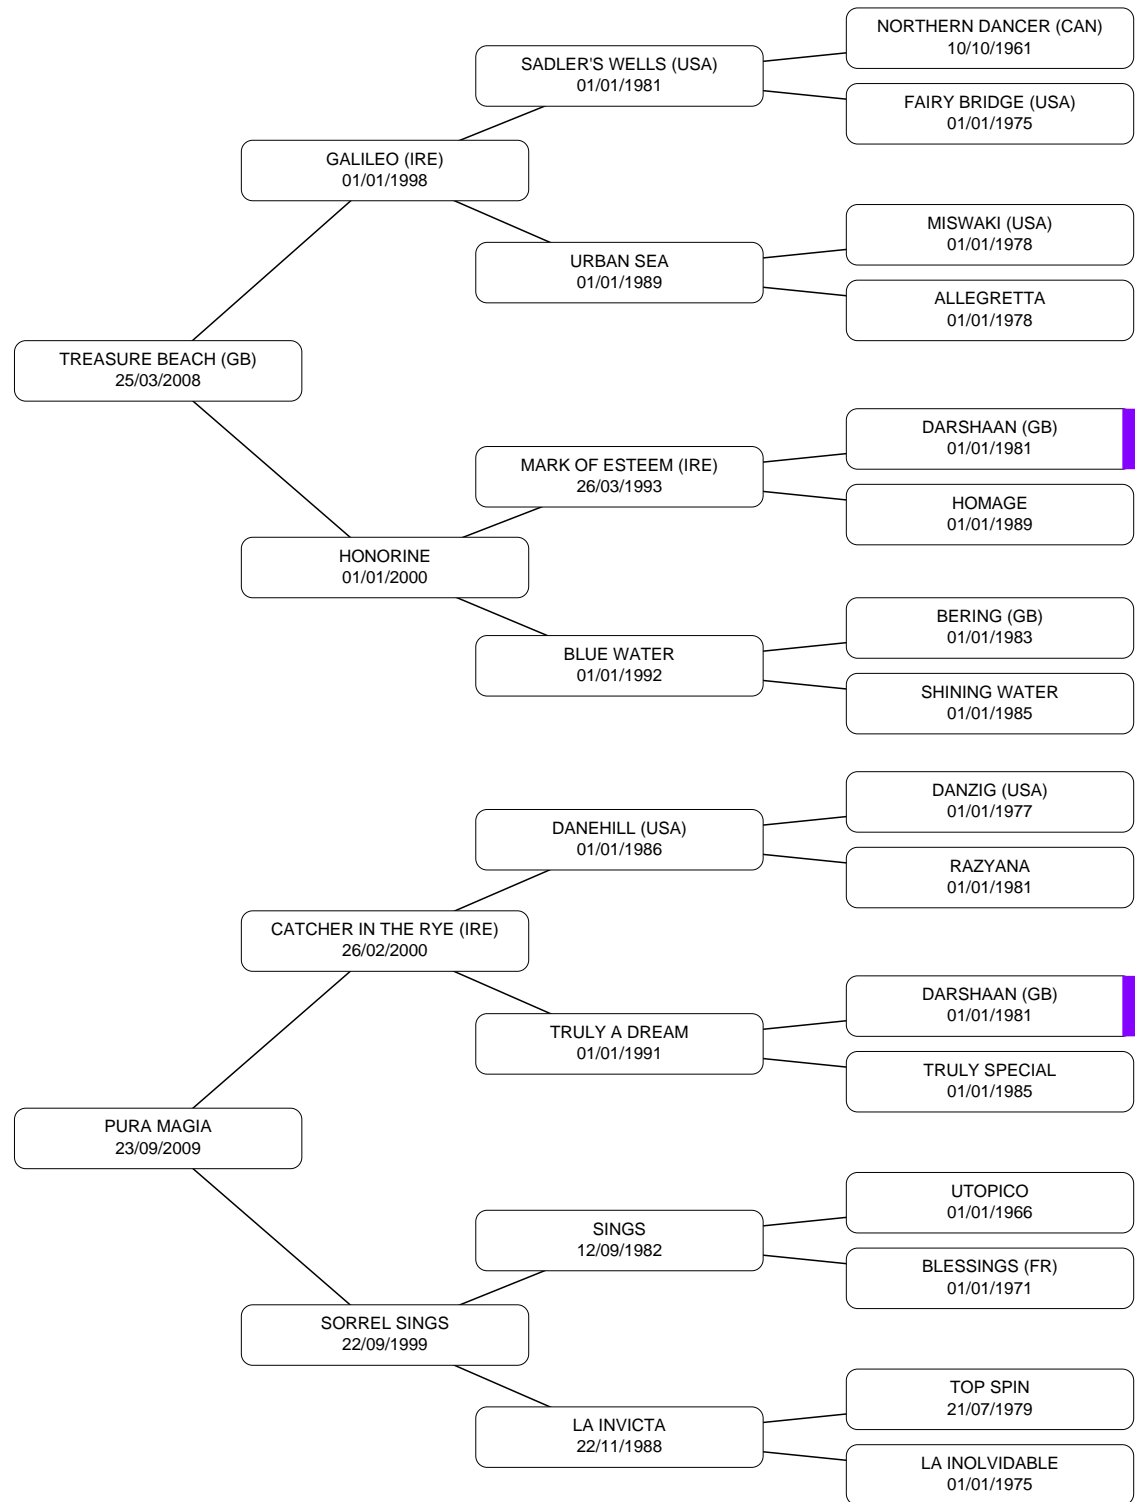 NORTHERN DANCER (CAN)
10/10/1961
SADLER'S WELLS (USA)
01/01/1981
FAIRY BRIDGE (USA)
01/01/1975
GALILEO (IRE)
01/01/1998
MISWAKI (USA)
01/01/1978
URBAN SEA
01/01/1989
ALLEGRETTA
01/01/1978
TREASURE BEACH (GB)
25/03/2008
DARSHAAN (GB)
01/01/1981
MARK OF ESTEEM (IRE)
26/03/1993
HOMAGE
01/01/1989
HONORINE
01/01/2000
BERING (GB)
01/01/1983
BLUE WATER
01/01/1992
SHINING WATER
01/01/1985
DANZIG (USA)
01/01/1977
DANEHILL (USA)
01/01/1986
RAZYANA
01/01/1981
CATCHER IN THE RYE (IRE)
26/02/2000
DARSHAAN (GB)
01/01/1981
TRULY A DREAM
01/01/1991
TRULY SPECIAL
01/01/1985
PURA MAGIA
23/09/2009
UTOPICO
01/01/1966
SINGS
12/09/1982
BLESSINGS (FR)
01/01/1971
SORREL SINGS
22/09/1999
TOP SPIN
21/07/1979
LA INVICTA
22/11/1988
LA INOLVIDABLE
01/01/1975